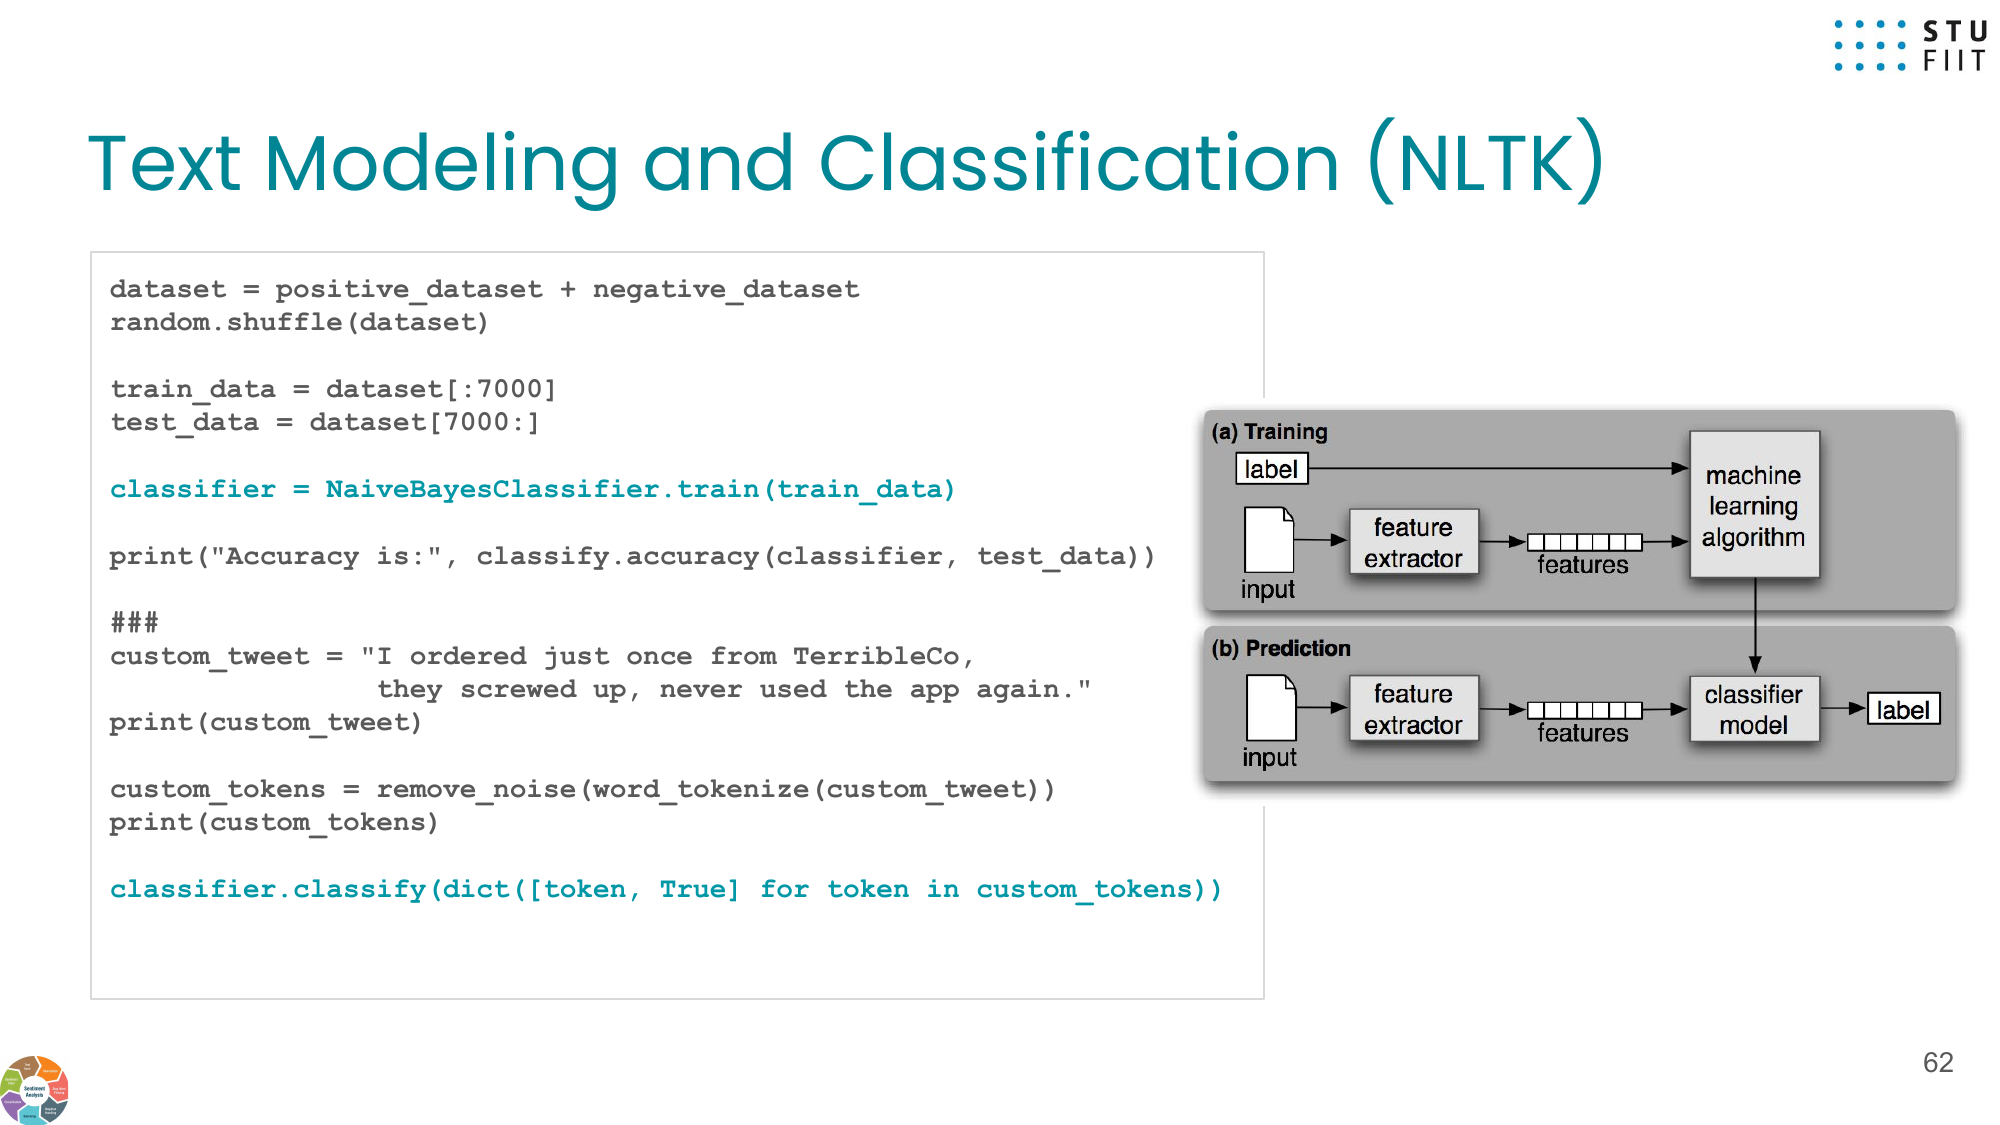 STU
FIIT
Text Modeling and Classification (NLTK)
dataset = positive_dataset + negative_dataset
random.shuffle(dataset)
train_data = dataset[:7000]
test_data = dataset[7000:]
classifier = NaiveBayesClassifier.train(train_data)
print("Accuracy is:", classify.accuracy(classifier, test_data))
###
custom_tweet = "I ordered just once from TerribleCo,
they screwed up, never used the app again."
print(custom_tweet)
custom_tokens = remove_noise(word_tokenize(custom_tweet))
print(custom_tokens)
classifier.classify(dict([token, True] for token in custom_tokens))
(a) Training
label
machine
learning
algorithm
feature
extractor
features
input
(b) Prediction
feature
extractor
features
classifier
model
label
input
Sentiment
Analysis
62